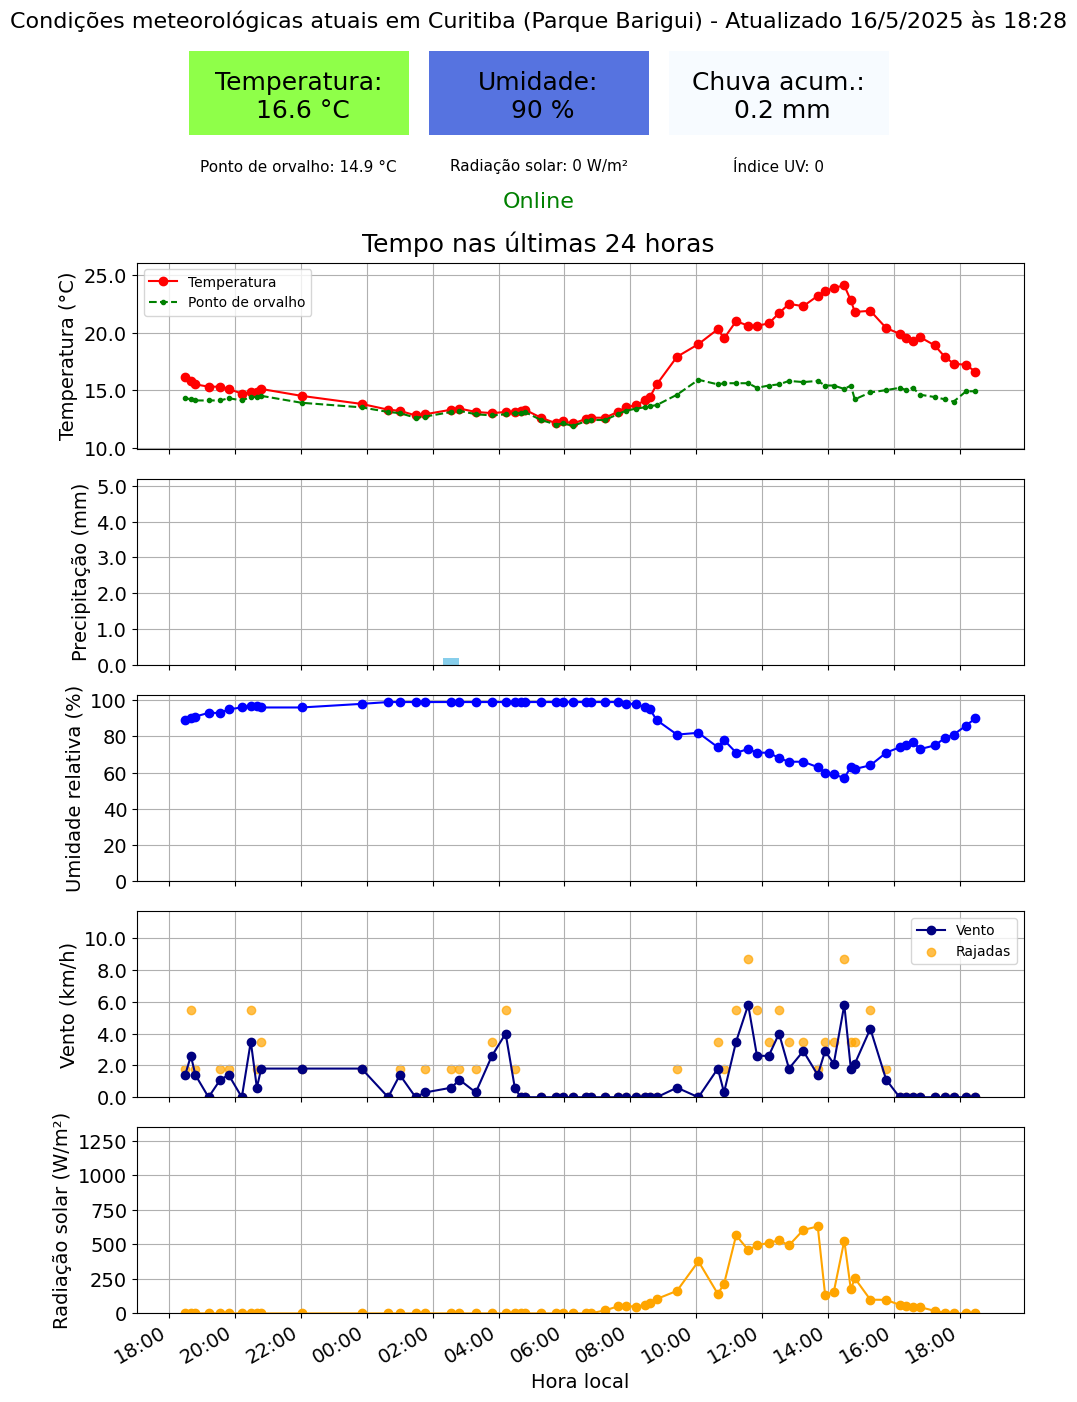 Condições meteorológicas atuais em Curitiba (Parque Barigui) - Atualizado 16/5/2025 às 18:28
Temperatura:
16.6 °C
Umidade:
90 %
Chuva acum.:
0.2 mm
Ponto de orvalho: 14.9 °C
Radiação solar: 0 W/m²
Índice UV: 0
Online
Tempo nas últimas 24 horas
Temperatura (°C)
25.0
20.0
15.0
10.0
Temperatura
Ponto de orvalho
Precipitação (mm)
5.0
4.0
3.0
2.0
1.0
0.0
Umidade relativa (%)
100
80
60
40
20
0
Vento (km/h)
10.0
8.0
6.0
4.0
2.0
0.0
Vento
Rajadas
Radiação solar (W/m²)
1250
1000
750
500
250
0
18:00
20:00
22:00
00:00
02:00
04:00
06:00
08:00
10:00
12:00
14:00
16:00
18:00
Hora local